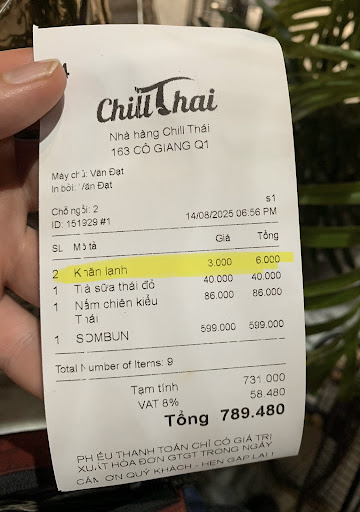 Chill Thai
Nhà hàng Chill Thái
163 CÔ GIANG Q1
Máy chủ: Văn Đạt
In bởi: Văn Đạt
Chỗ ngồi: 2
s1
ID: 151929 #1 14/08/2025 06:56 PM
SL Mô tả Giá Tổng
2 Khăn lạnh 3.000 6.000
1 Trà sữa thái đỏ 40.000 40.000
1 Nấm chiên kiểu 86.000 86.000
Thái
1 SOMBUN 599.000 599.000
Total Number of Items: 9
Tạm tính 731.000
VAT 8% 58.480
Tổng 789.480
PHIẾU THANH TOÁN CHỈ CÓ GIÁ TRỊ
XUẤT HÓA ĐƠN GTGT TRONG NGÀY
CẢM ƠN QUÝ KHÁCH - HẸN GẶP LẠI !